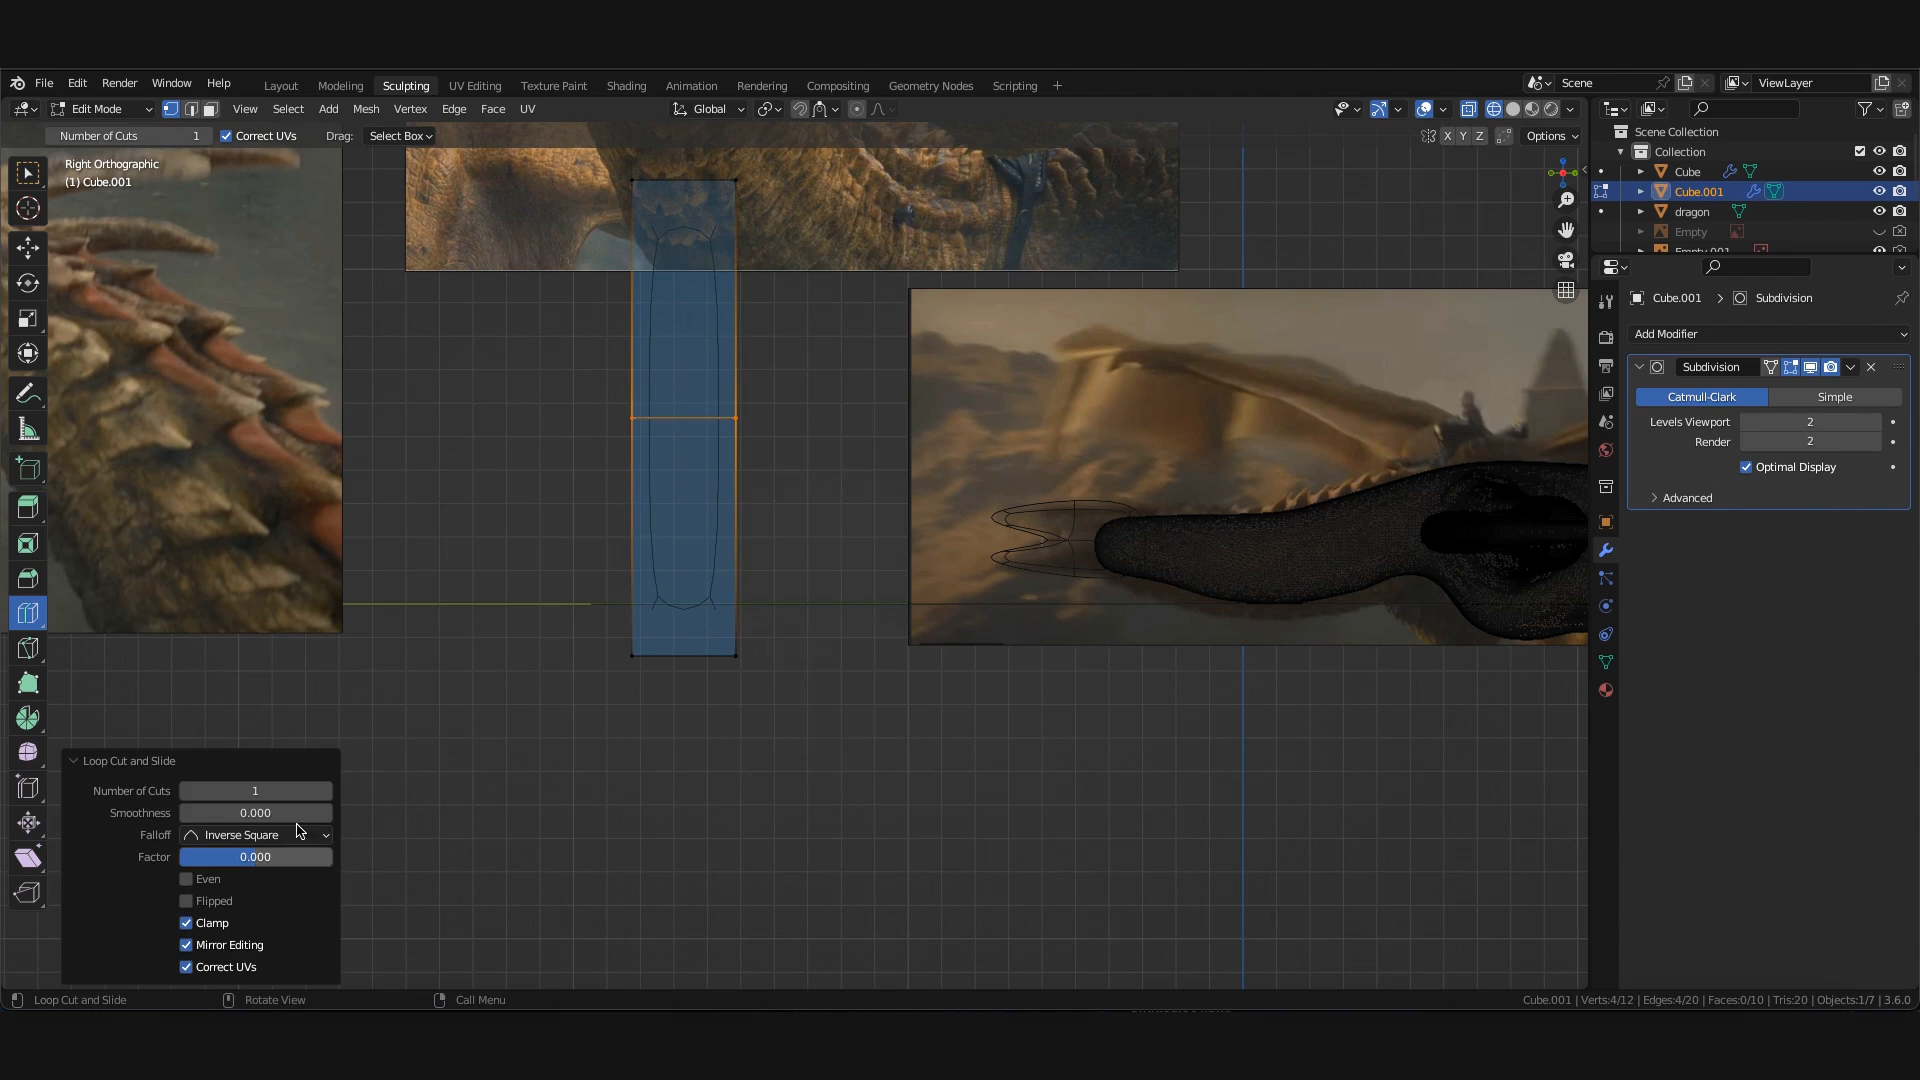 File Edit Render Window Help Layout Modeling Sculpting UV Editing Texture Paint Shading Animation Rendering Compositing Geometry Nodes Scripting + Scene ViewLayer
Edit Mode View Select Add Mesh Vertex Edge Face UV Global
Number of Cuts 1 Correct UVs Drag: Select Box X Y Z Options
Right Orthographic
(1) Cube.001
Scene Collection
Collection
Cube
Cube.001
dragon
Empty
Empty.001
Cube.001 > Subdivision
Add Modifier
Subdivision
Catmull-Clark Simple
Levels Viewport 2
Render 2
Optimal Display
Advanced
Loop Cut and Slide
Number of Cuts 1
Smoothness 0.000
Falloff Inverse Square
Factor 0.000
Even
Flipped
Clamp
Mirror Editing
Correct UVs
Loop Cut and Slide Rotate View Call Menu Cube.001 | Verts:4/12 | Edges:4/20 | Faces:0/10 | Tris:20 | Objects:1/7 | 3.6.0